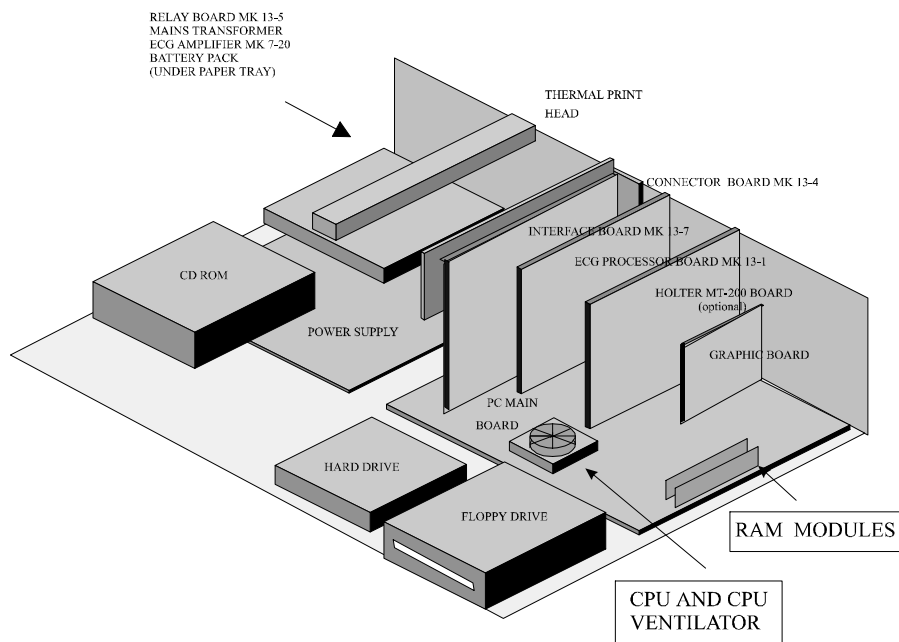 RELAY BOARD MK 13-5
MAINS TRANSFORMER
ECG AMPLIFIER MK 7-20
BATTERY PACK
(UNDER PAPER TRAY)
THERMAL PRINT
HEAD
CONNECTOR BOARD MK 13-4
INTERFACE BOARD MK 13-7
ECG PROCESSOR BOARD MK 13-1
HOLTER MT-200 BOARD
(optional)
CD ROM
POWER SUPPLY
GRAPHIC BOARD
PC MAIN
BOARD
HARD DRIVE
FLOPPY DRIVE
RAM MODULES
CPU AND CPU
VENTILATOR